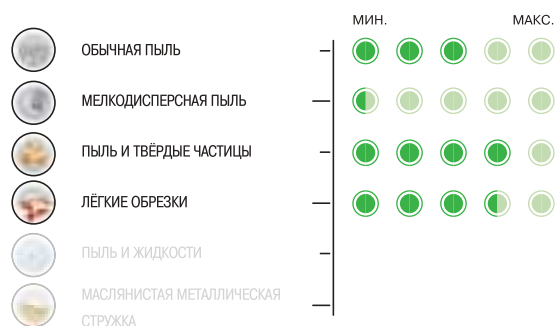 МИН. МАКС.
ОБЫЧНАЯ ПЫЛЬ
МЕЛКОДИСПЕРСНАЯ ПЫЛЬ
ПЫЛЬ И ТВЁРДЫЕ ЧАСТИЦЫ
ЛЁГКИЕ ОБРЕЗКИ
ПЫЛЬ И ЖИДКОСТИ
МАСЛЯНИСТАЯ МЕТАЛЛИЧЕСКАЯ
СТРУЖКА